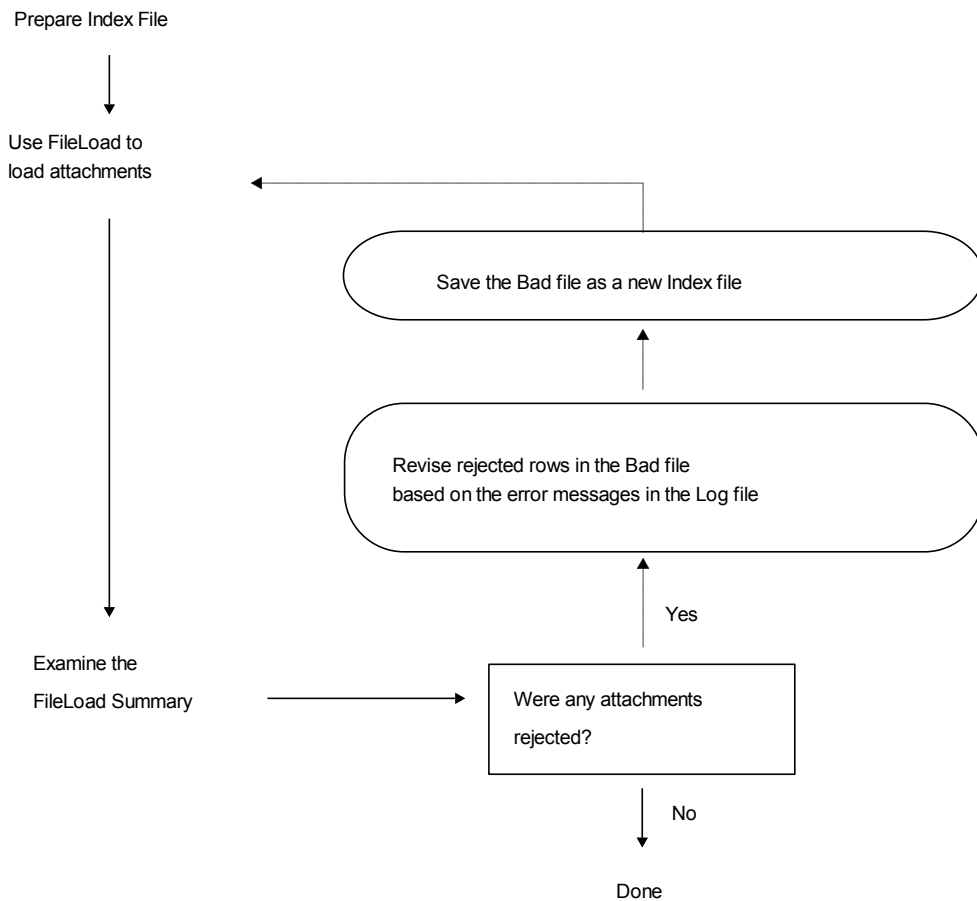 Prepare Index File
Use FileLoad to
load attachments
Save the Bad file as a new Index file
Revise rejected rows in the Bad file
based on the error messages in the Log file
Yes
Examine the
FileLoad Summary
Were any attachments
rejected?
No
Done